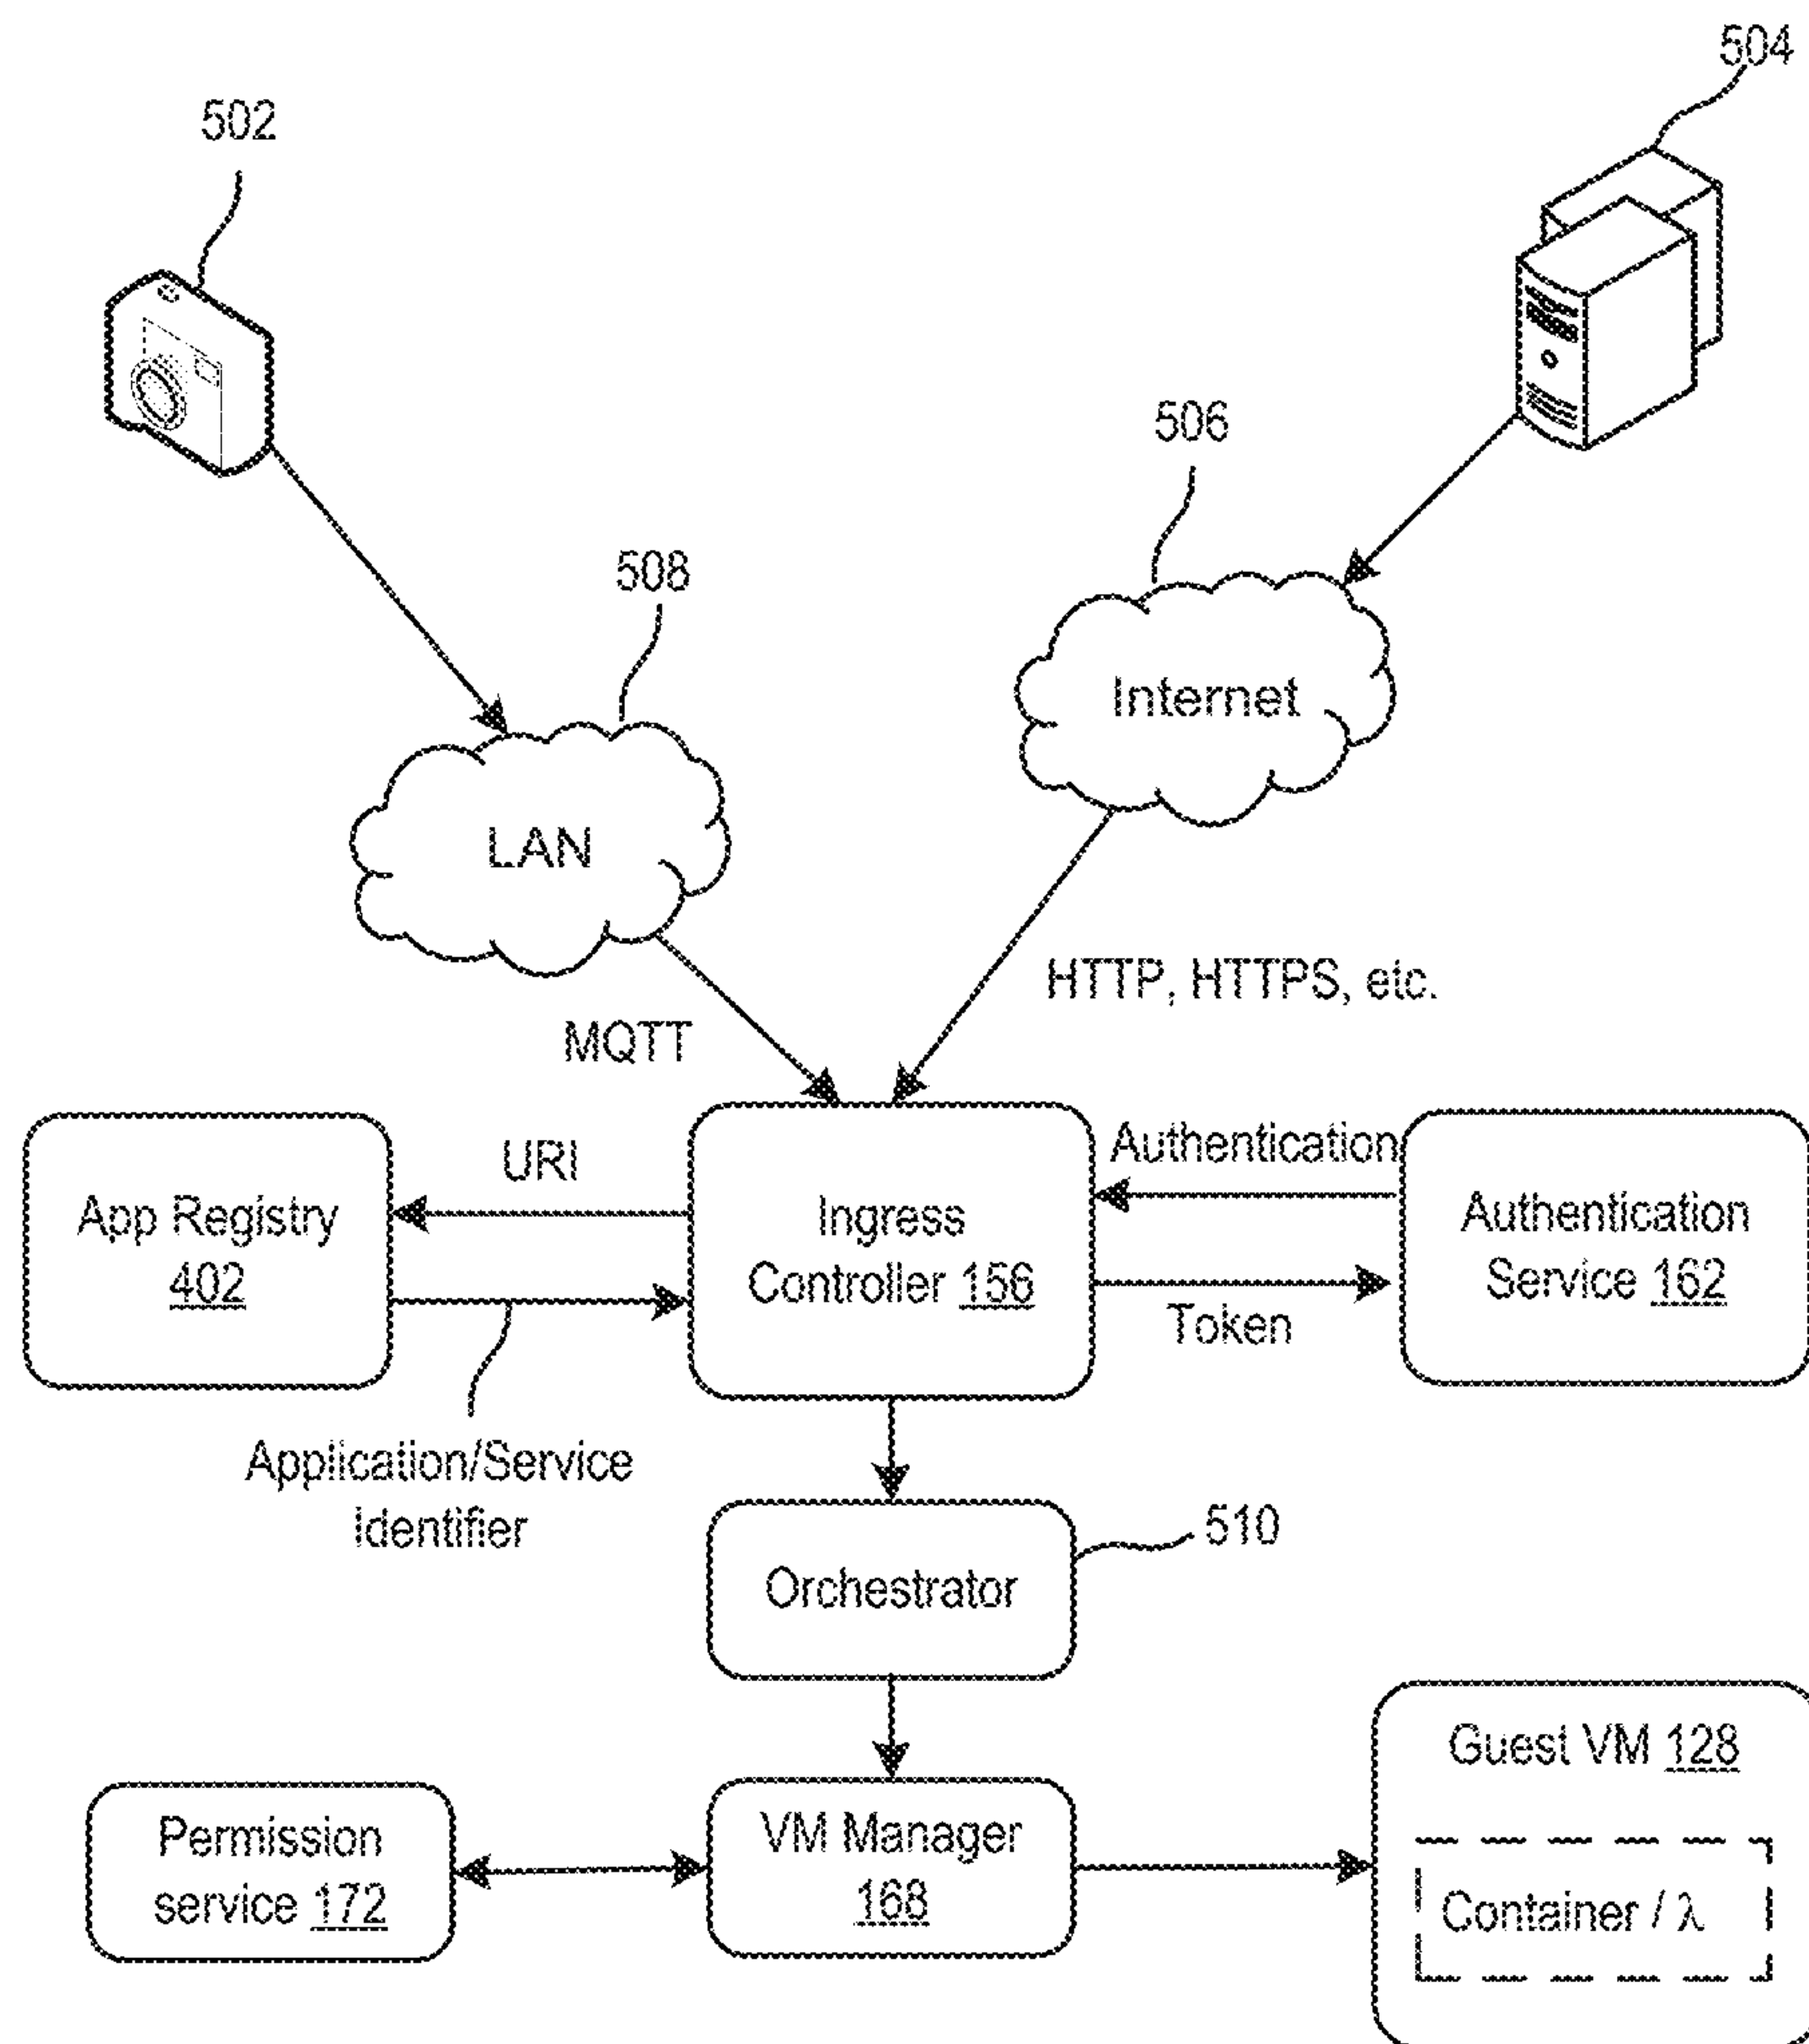 504
502
506
508
Internet
LAN
HTTP, HTTPS, etc.
MQTT
URI
Authentication
App Registry
402
Ingress
Controller 156
Authentication
Service 162
Token
Application/Service
Identifier
510
Orchestrator
Guest VM 128
Permission
service 172
VM Manager
168
Container / λ